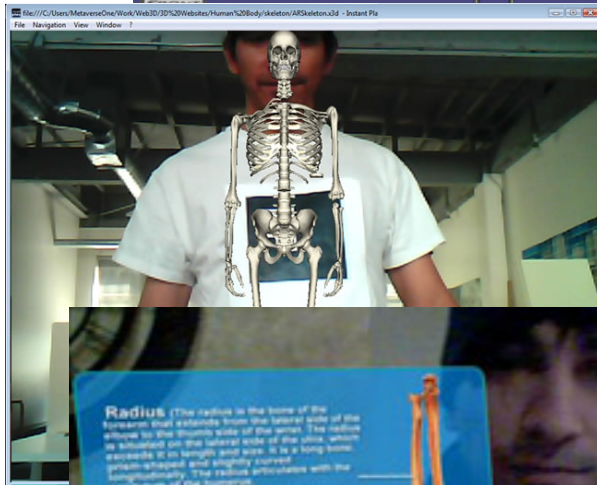 file:///C:/Users/MetaverseOne/Work/Web3D/3D%20Websites/Human%20Body/skeleton/ARSkeleton.x3d - Instant Pla
File Navigation View Window ?
Radius (The radius is the bone of the
forearm that extends from the lateral side of the
elbow to the thumb side of the wrist. The radius
is situated on the lateral side of the ulna, which
exceeds it in length and size. It is a long bone,
prism-shaped and slightly curved
longitudinally. The radius articulates with the
of the humerus